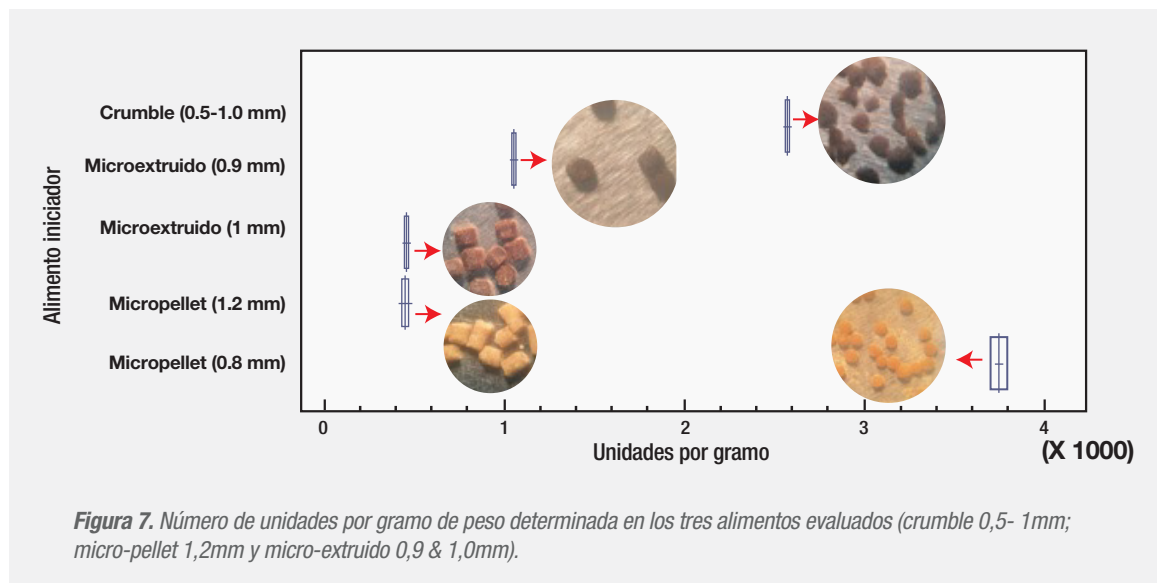 Alimento iniciador
Crumble (0.5-1.0 mm)
Microextruido (0.9 mm)
Microextruido (1 mm)
Micropellet (1.2 mm)
Micropellet (0.8 mm)
0 1 2 3 4
Unidades por gramo
(X 1000)
Figura 7. Número de unidades por gramo de peso determinada en los tres alimentos evaluados (crumble 0,5- 1mm;
micro-pellet 1,2mm y micro-extruido 0,9 & 1,0mm).